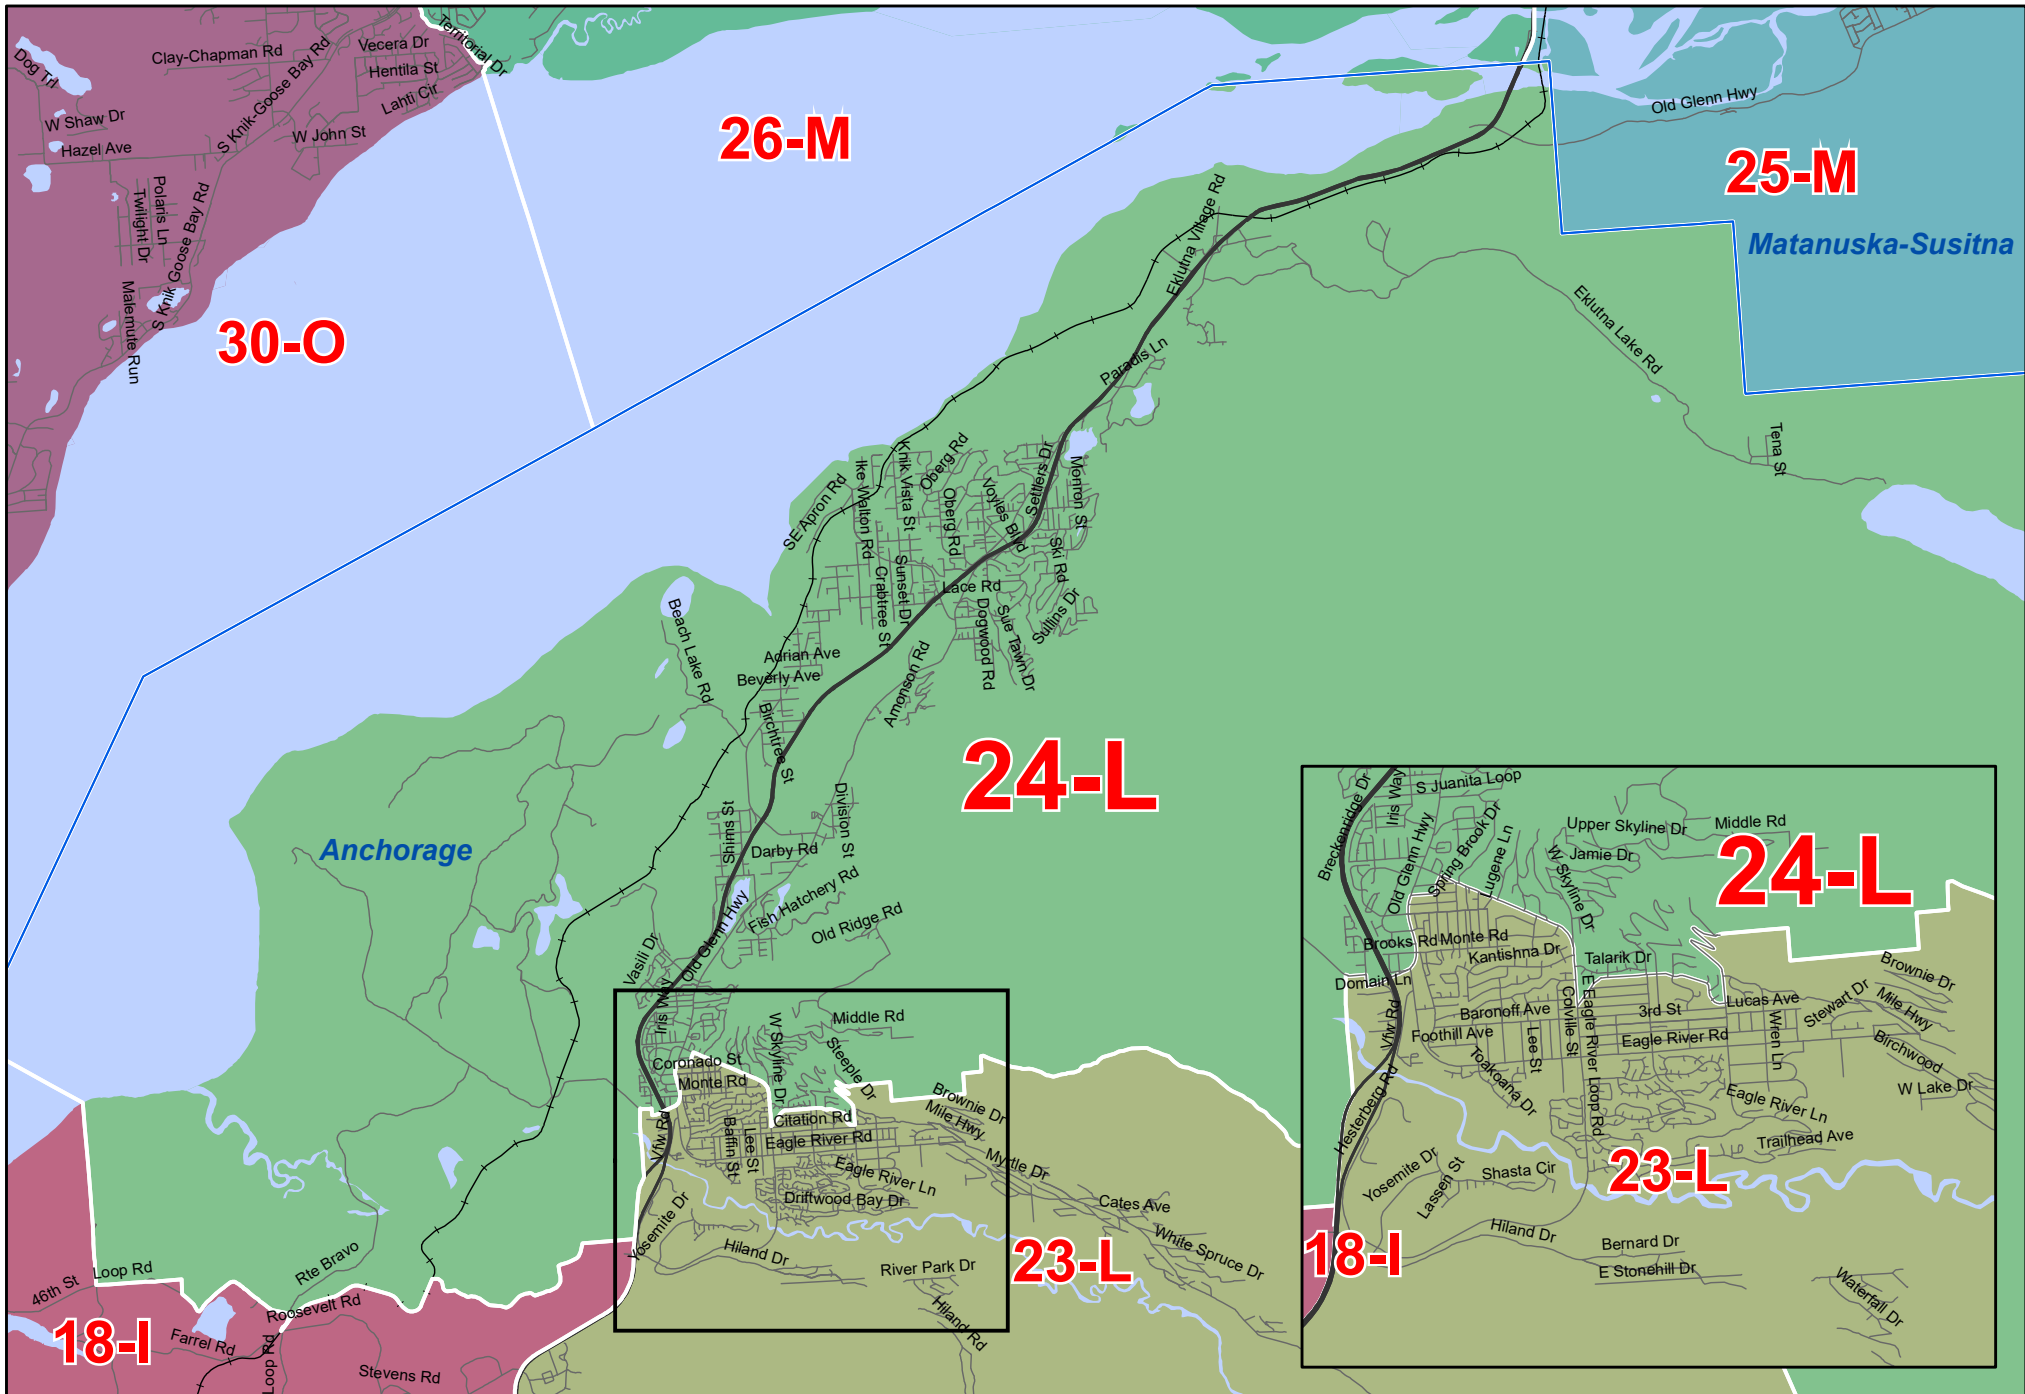 Territorial Dr
Clay-Chapman Rd
Vecera Dr
Dog Trl
Hentila St
Lahti Cir
S Knik-Goose Bay Rd
W Shaw Dr
W John St
Hazel Ave
26-M
Old Glenn Hwy
25-M
Polaris Ln
Twilight Dr
S Knik Goose Bay Rd
Eklutna Village Rd
Matanuska-Susitna
Malemute Run
30-O
Eklutna Lake Rd
Paradis Ln
Tena St
Knik Vista St
Oberg Rd
Settlers Dr
Ike Walton Rd
SE Apron Rd
Monron St
Voyles Blvd
Oberg Rd
Ski Rd
Sunset Dr
Crabtree St
Lace Rd
Beach Lake Rd
Dogwood Rd
Sue Tawn Dr
Sullins Dr
Adrian Ave
Beverly Ave
Amonson Rd
Birchtree St
24-L
Division St
Shims St
Anchorage
Darby Rd
Fish Hatchery Rd
Old Glenn Hwy
Old Ridge Rd
Vasili Dr
Iris Way
W Skyline Dr
Middle Rd
Steeple Dr
Coronado St
Monte Rd
Brownie Dr
Mile Hwy
Citation Rd
Vfw Rd
Baffin St
Lee St
Eagle River Rd
Eagle River Ln
Myrtle Dr
Driftwood Bay Dr
Cates Ave
Yosemite Dr
Hiland Dr
White Spruce Dr
River Park Dr
23-L
Hiland Rd
Loop Rd
46th St
Rte Bravo
Roosevelt Rd
18-I
Farrel Rd
Loop Rd
Stevens Rd
Breckenridge Dr
Iris Way
S Juanita Loop
Old Glenn Hwy
Spring Brook Dr
Lugene Ln
Upper Skyline Dr
Middle Rd
Jamie Dr
W Skyline Dr
24-L
Brooks Rd
Monte Rd
Kantishna Dr
Talarik Dr
Brownie Dr
Domain Ln
Colville St
E Eagle River Loop Rd
Lucas Ave
Stewart Dr
Mile Hwy
Baronoff Ave
3rd St
Wren Ln
Vfw Rd
Foothill Ave
Lee St
Eagle River Rd
Birchwood
Toakoana Dr
W Lake Dr
Hesterberg Rd
Eagle River Ln
Trailhead Ave
Yosemite Dr
Lassen St
Shasta Cir
23-L
18-I
Hiland Dr
Bernard Dr
E Stonehill Dr
Waterfall Dr